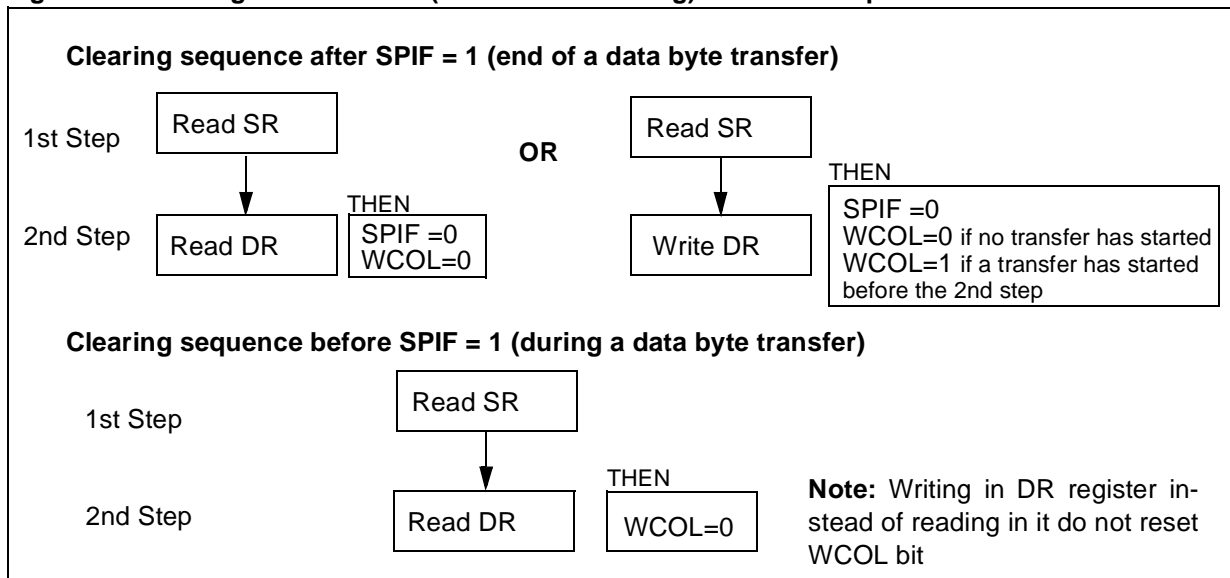 Clearing sequence after SPIF = 1 (end of a data byte transfer)
1st Step
Read SR
OR
Read SR
THEN
2nd Step
Read DR
THEN
SPIF =0
WCOL=0
Write DR
SPIF =0
WCOL=0 if no transfer has started
WCOL=1 if a transfer has started
before the 2nd step
Clearing sequence before SPIF = 1 (during a data byte transfer)
1st Step
Read SR
2nd Step
Read DR
THEN
WCOL=0
Note: Writing in DR register in-
stead of reading in it do not reset
WCOL bit